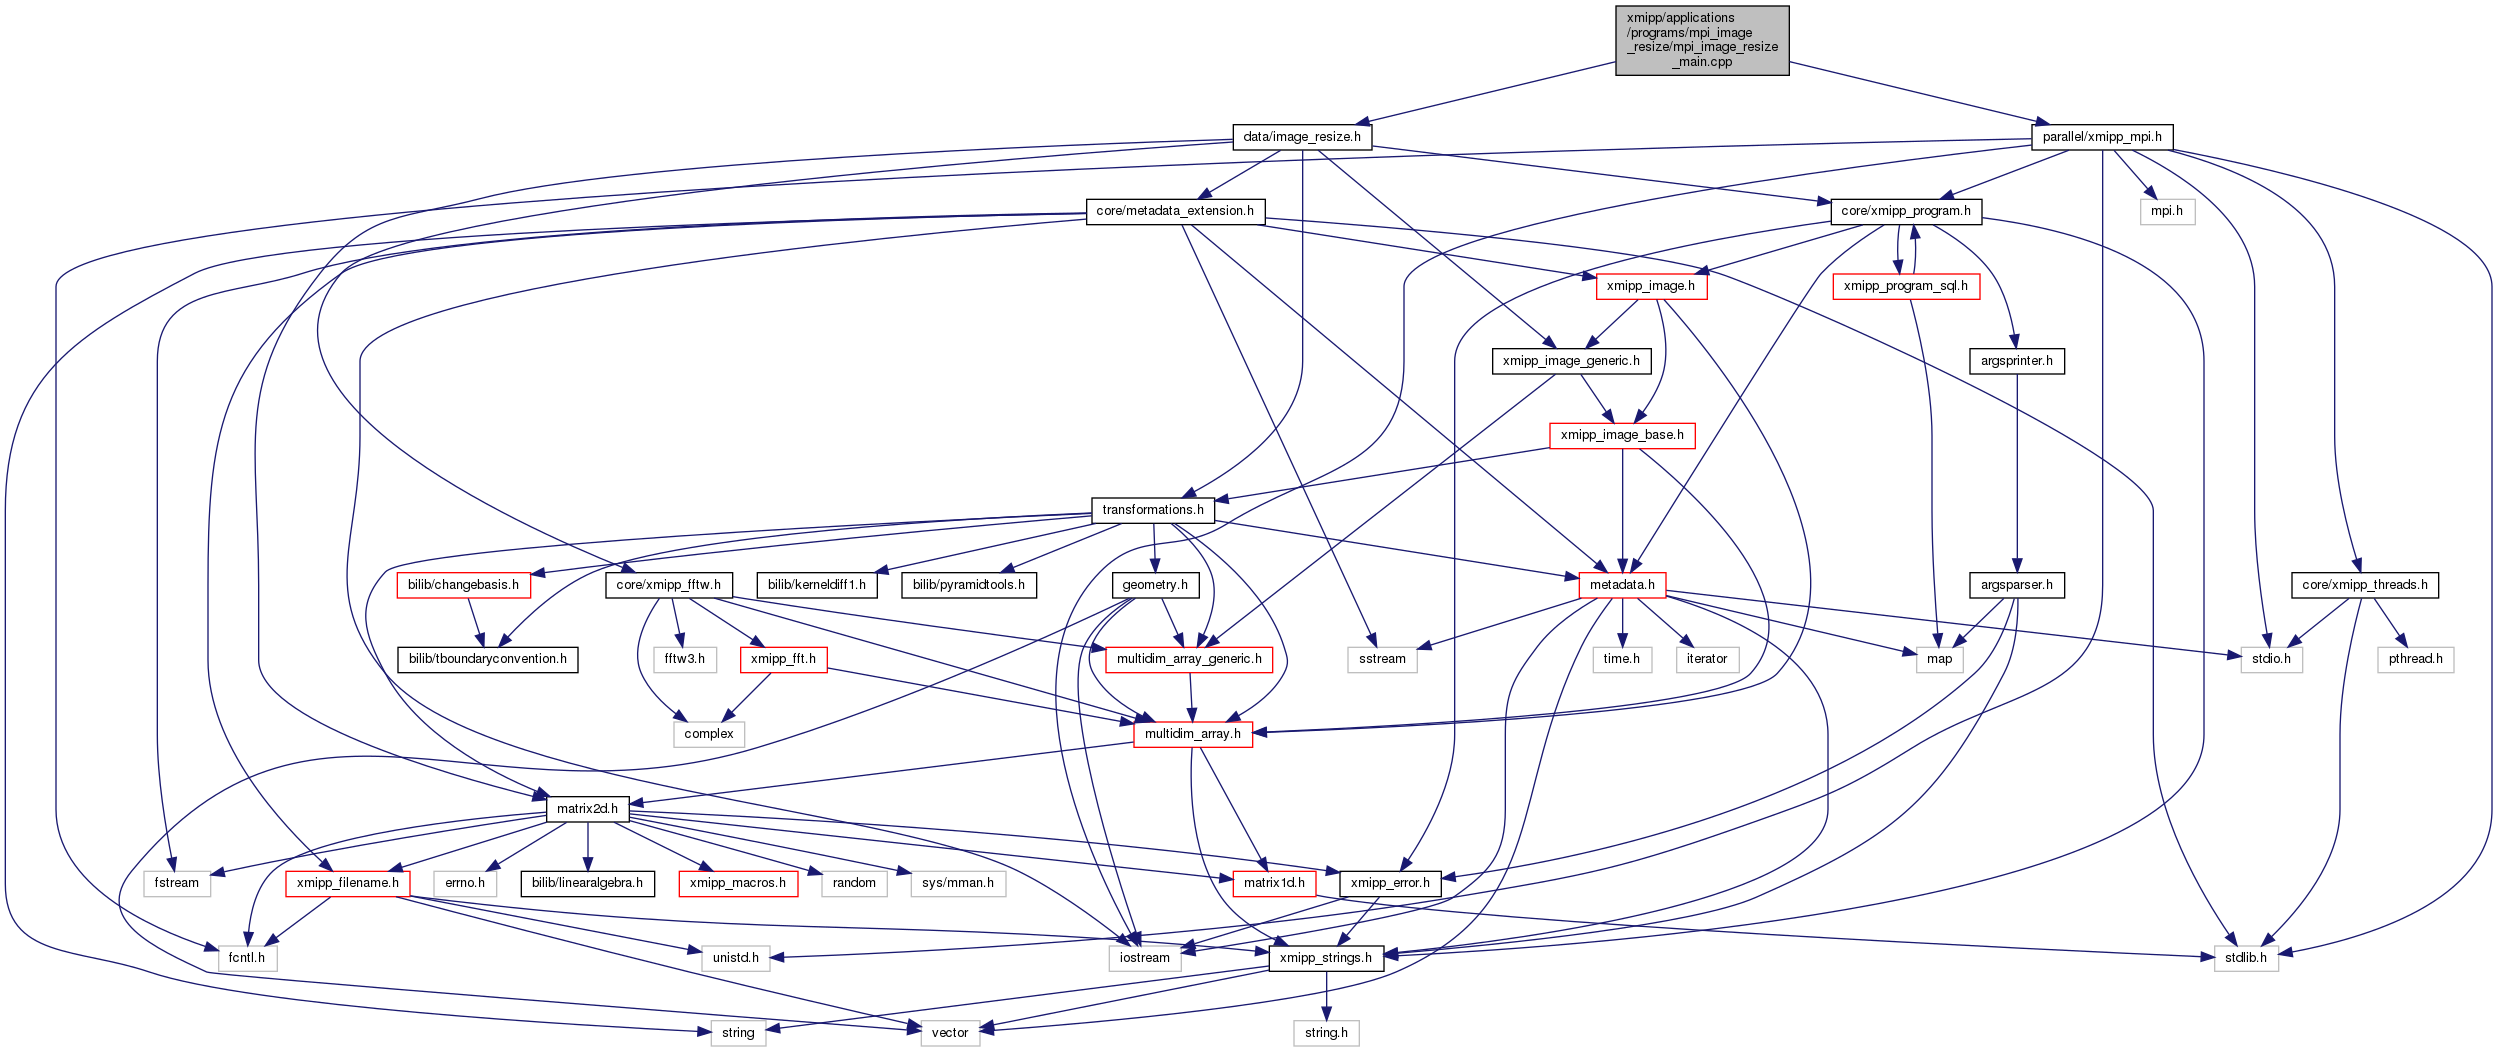 xmipp/applications
/programs/mpi_image
_resize/mpi_image_resize
_main.cpp
data/image_resize.h
parallel/xmipp_mpi.h
core/metadata_extension.h
core/xmipp_program.h
mpi.h
xmipp_image.h
xmipp_program_sql.h
xmipp_image_generic.h
argsprinter.h
xmipp_image_base.h
transformations.h
bilib/changebasis.h
core/xmipp_fftw.h
bilib/kerneldiff1.h
bilib/pyramidtools.h
geometry.h
metadata.h
argsparser.h
core/xmipp_threads.h
bilib/tboundaryconvention.h
fftw3.h
xmipp_fft.h
multidim_array_generic.h
sstream
time.h
iterator
map
stdio.h
pthread.h
complex
multidim_array.h
matrix2d.h
fstream
xmipp_filename.h
errno.h
bilib/linearalgebra.h
xmipp_macros.h
random
sys/mman.h
matrix1d.h
xmipp_error.h
fcntl.h
unistd.h
iostream
xmipp_strings.h
stdlib.h
string
vector
string.h